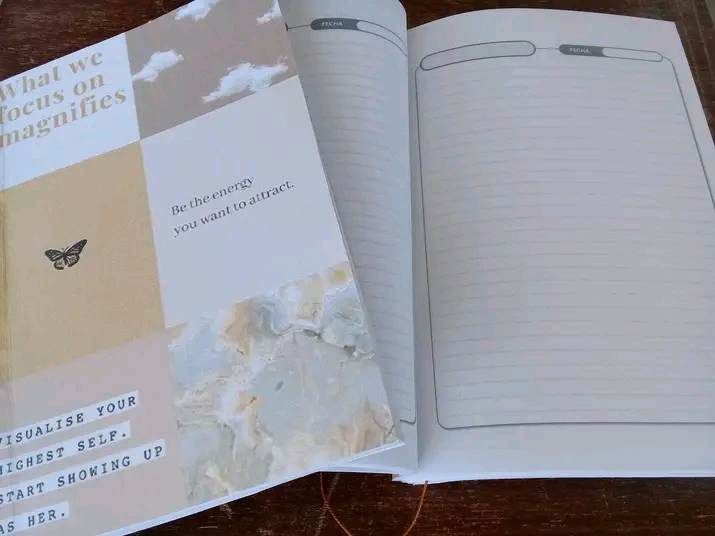 What we
focus on
magnifies
Be the energy
you want to attract.
VISUALISE YOUR
HIGHEST SELF.
START SHOWING UP
AS HER.
FECHA
FECHA